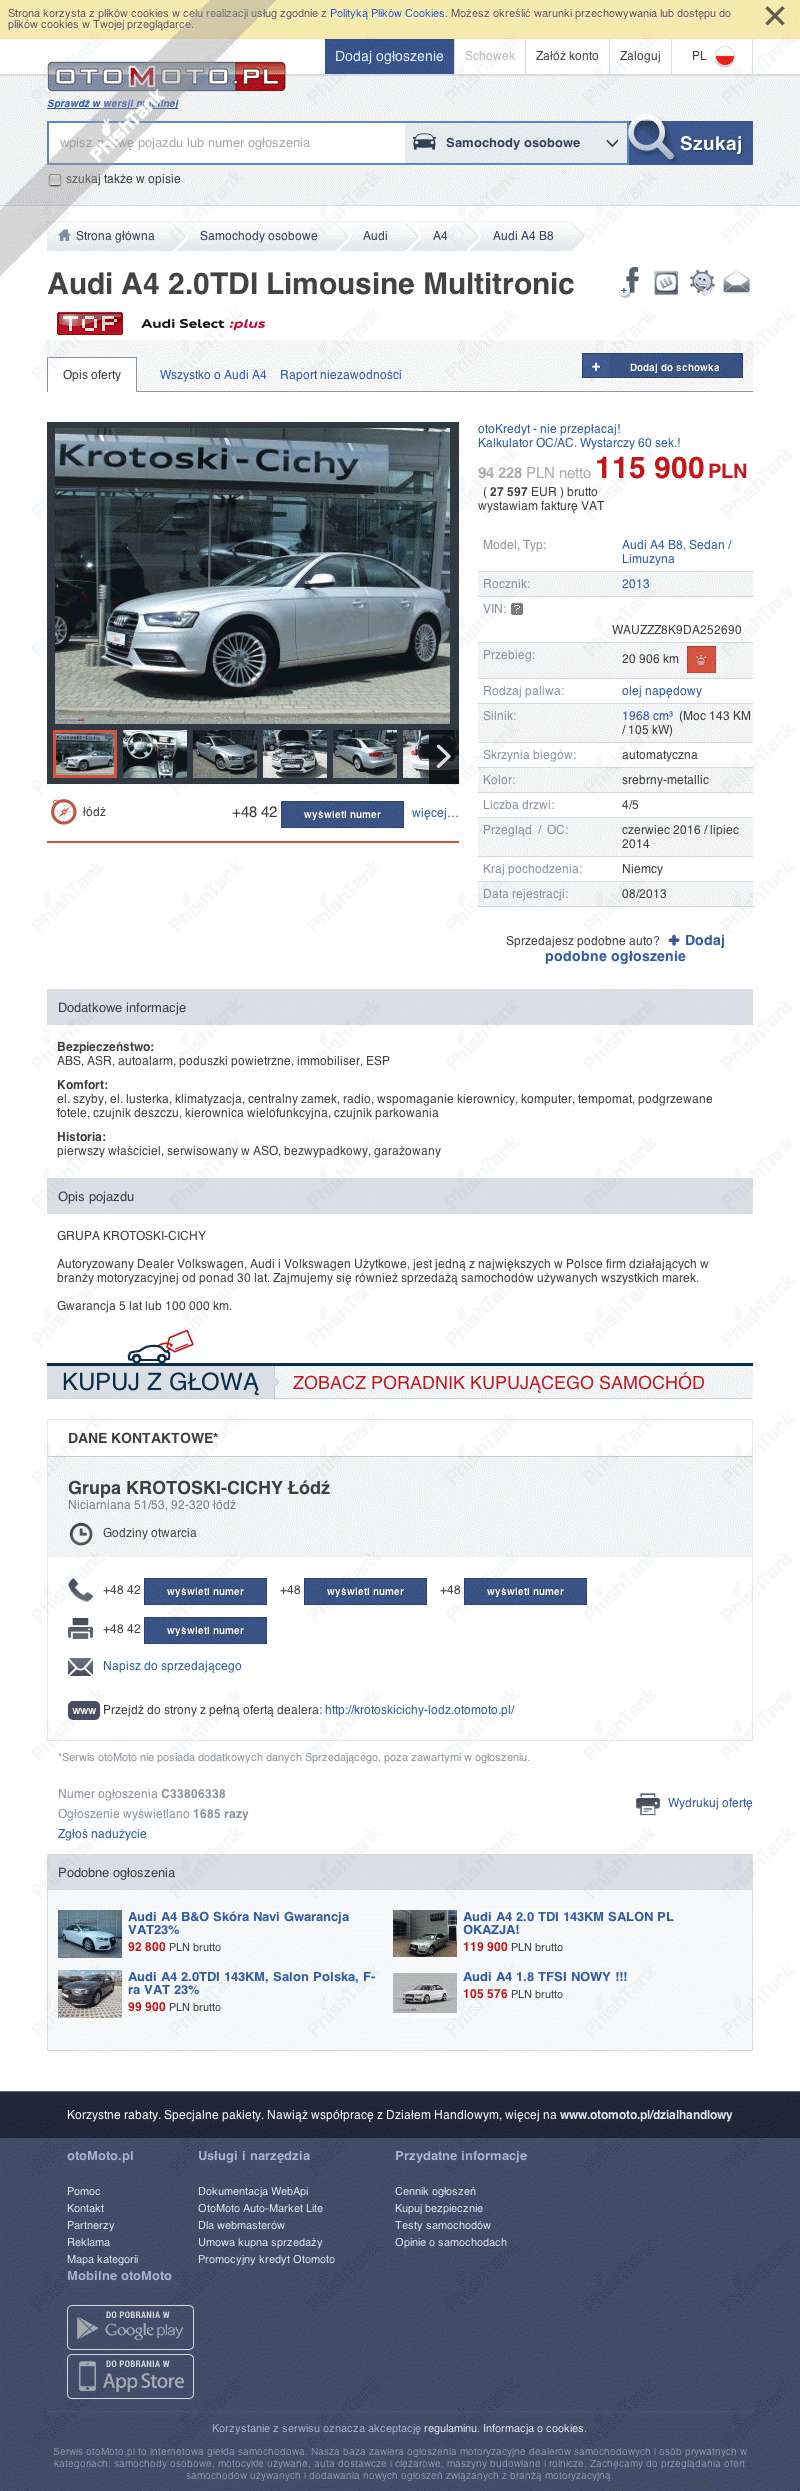 Strona korzysta z plików cookies w celu realizacji usług zgodnie z Polityką Plików Cookies. Możesz określić warunki przechowywania lub dostępu do
plików cookies w Twojej przeglądarce.
Dodaj ogłoszenie
Schowek
Załóż konto
Zaloguj
PL
OTOMOTO.PL
Sprawdź w wersji mobilnej
PhishTank
wpisz nazwę pojazdu lub numer ogłoszenia
Samochody osobowe
Szukaj
szukaj także w opisie
Strona główna
Samochody osobowe
Audi
A4
Audi A4 B8
Audi A4 2.0TDI Limousine Multitronic
TOP
Audi Select :plus
Opis oferty
Wszystko o Audi A4
Raport niezawodności
+ Dodaj do schowka
Krotoski-Cichy
otoKredyt - nie przepłacaj!
Kalkulator OC/AC. Wystarczy 60 sek.!
94 228 PLN netto 115 900 PLN
( 27 597 EUR ) brutto
wystawiam fakturę VAT
Model, Typ: Audi A4 B8, Sedan /
Limuzyna
Rocznik: 2013
VIN: ?
WAUZZZ8K9DA252690
Przebieg: 20 906 km
Rodzaj paliwa: olej napędowy
Silnik: 1968 cm³ (Moc 143 KM
/ 105 kW)
Skrzynia biegów: automatyczna
Kolor: srebrny-metallic
Liczba drzwi: 4/5
Przegląd / OC: czerwiec 2016 / lipiec
2014
Kraj pochodzenia: Niemcy
Data rejestracji: 08/2013
łódź
+48 42 wyświetl numer więcej...
Sprzedajesz podobne auto? + Dodaj
podobne ogłoszenie
Dodatkowe informacje
Bezpieczeństwo:
ABS, ASR, autoalarm, poduszki powietrzne, immobiliser, ESP
Komfort:
el. szyby, el. lusterka, klimatyzacja, centralny zamek, radio, wspomaganie kierownicy, komputer, tempomat, podgrzewane
fotele, czujnik deszczu, kierownica wielofunkcyjna, czujnik parkowania
Historia:
pierwszy właściciel, serwisowany w ASO, bezwypadkowy, garażowany
Opis pojazdu
GRUPA KROTOSKI-CICHY
Autoryzowany Dealer Volkswagen, Audi i Volkswagen Użytkowe, jest jedną z największych w Polsce firm działających w
branży motoryzacyjnej od ponad 30 lat. Zajmujemy się również sprzedażą samochodów używanych wszystkich marek.
Gwarancja 5 lat lub 100 000 km.
KUPUJ Z GŁOWĄ
ZOBACZ PORADNIK KUPUJĄCEGO SAMOCHÓD
DANE KONTAKTOWE*
Grupa KROTOSKI-CICHY Łódź
Niciarniana 51/53, 92-320 łódź
Godziny otwarcia
+48 42 wyświetl numer +48 wyświetl numer +48 wyświetl numer
+48 42 wyświetl numer
Napisz do sprzedającego
www Przejdź do strony z pełną ofertą dealera: http://krotoskicichy-lodz.otomoto.pl/
*Serwis otoMoto nie posiada dodatkowych danych Sprzedającego, poza zawartymi w ogłoszeniu.
Numer ogłoszenia C33806338
Ogłoszenie wyświetlano 1685 razy
Zgłoś nadużycie
Wydrukuj ofertę
Podobne ogłoszenia
Audi A4 B&O Skóra Navi Gwarancja
VAT23%
92 800 PLN brutto
Audi A4 2.0 TDI 143KM SALON PL
OKAZJA!
119 900 PLN brutto
Audi A4 2.0TDI 143KM, Salon Polska, F-
ra VAT 23%
99 900 PLN brutto
Audi A4 1.8 TFSI NOWY !!!
105 576 PLN brutto
Korzystne rabaty. Specjalne pakiety. Nawiąż współpracę z Działem Handlowym, więcej na www.otomoto.pl/dzialhandlowy
otoMoto.pl
Pomoc
Kontakt
Partnerzy
Reklama
Mapa kategorii
Usługi i narzędzia
Dokumentacja WebApi
OtoMoto Auto-Market Lite
Dla webmasterów
Umowa kupna sprzedaży
Promocyjny kredyt Otomoto
Przydatne informacje
Cennik ogłoszeń
Kupuj bezpiecznie
Testy samochodów
Opinie o samochodach
Mobilne otoMoto
DO POBRANIA W
Google play
DO POBRANIA W
App Store
Korzystanie z serwisu oznacza akceptację regulaminu. Informacja o cookies.
Serwis otoMoto.pl to internetowa giełda samochodowa. Nasza baza zawiera ogłoszenia motoryzacyjne dealerów samochodowych i osób prywatnych w
kategoriach: samochody osobowe, motocykle używane, auta dostawcze i ciężarowe, maszyny budowlane i rolnicze. Zachęcamy do przeglądania ofert
samochodów używanych i dodawania nowych ogłoszeń związanych z branżą motoryzacyjną.